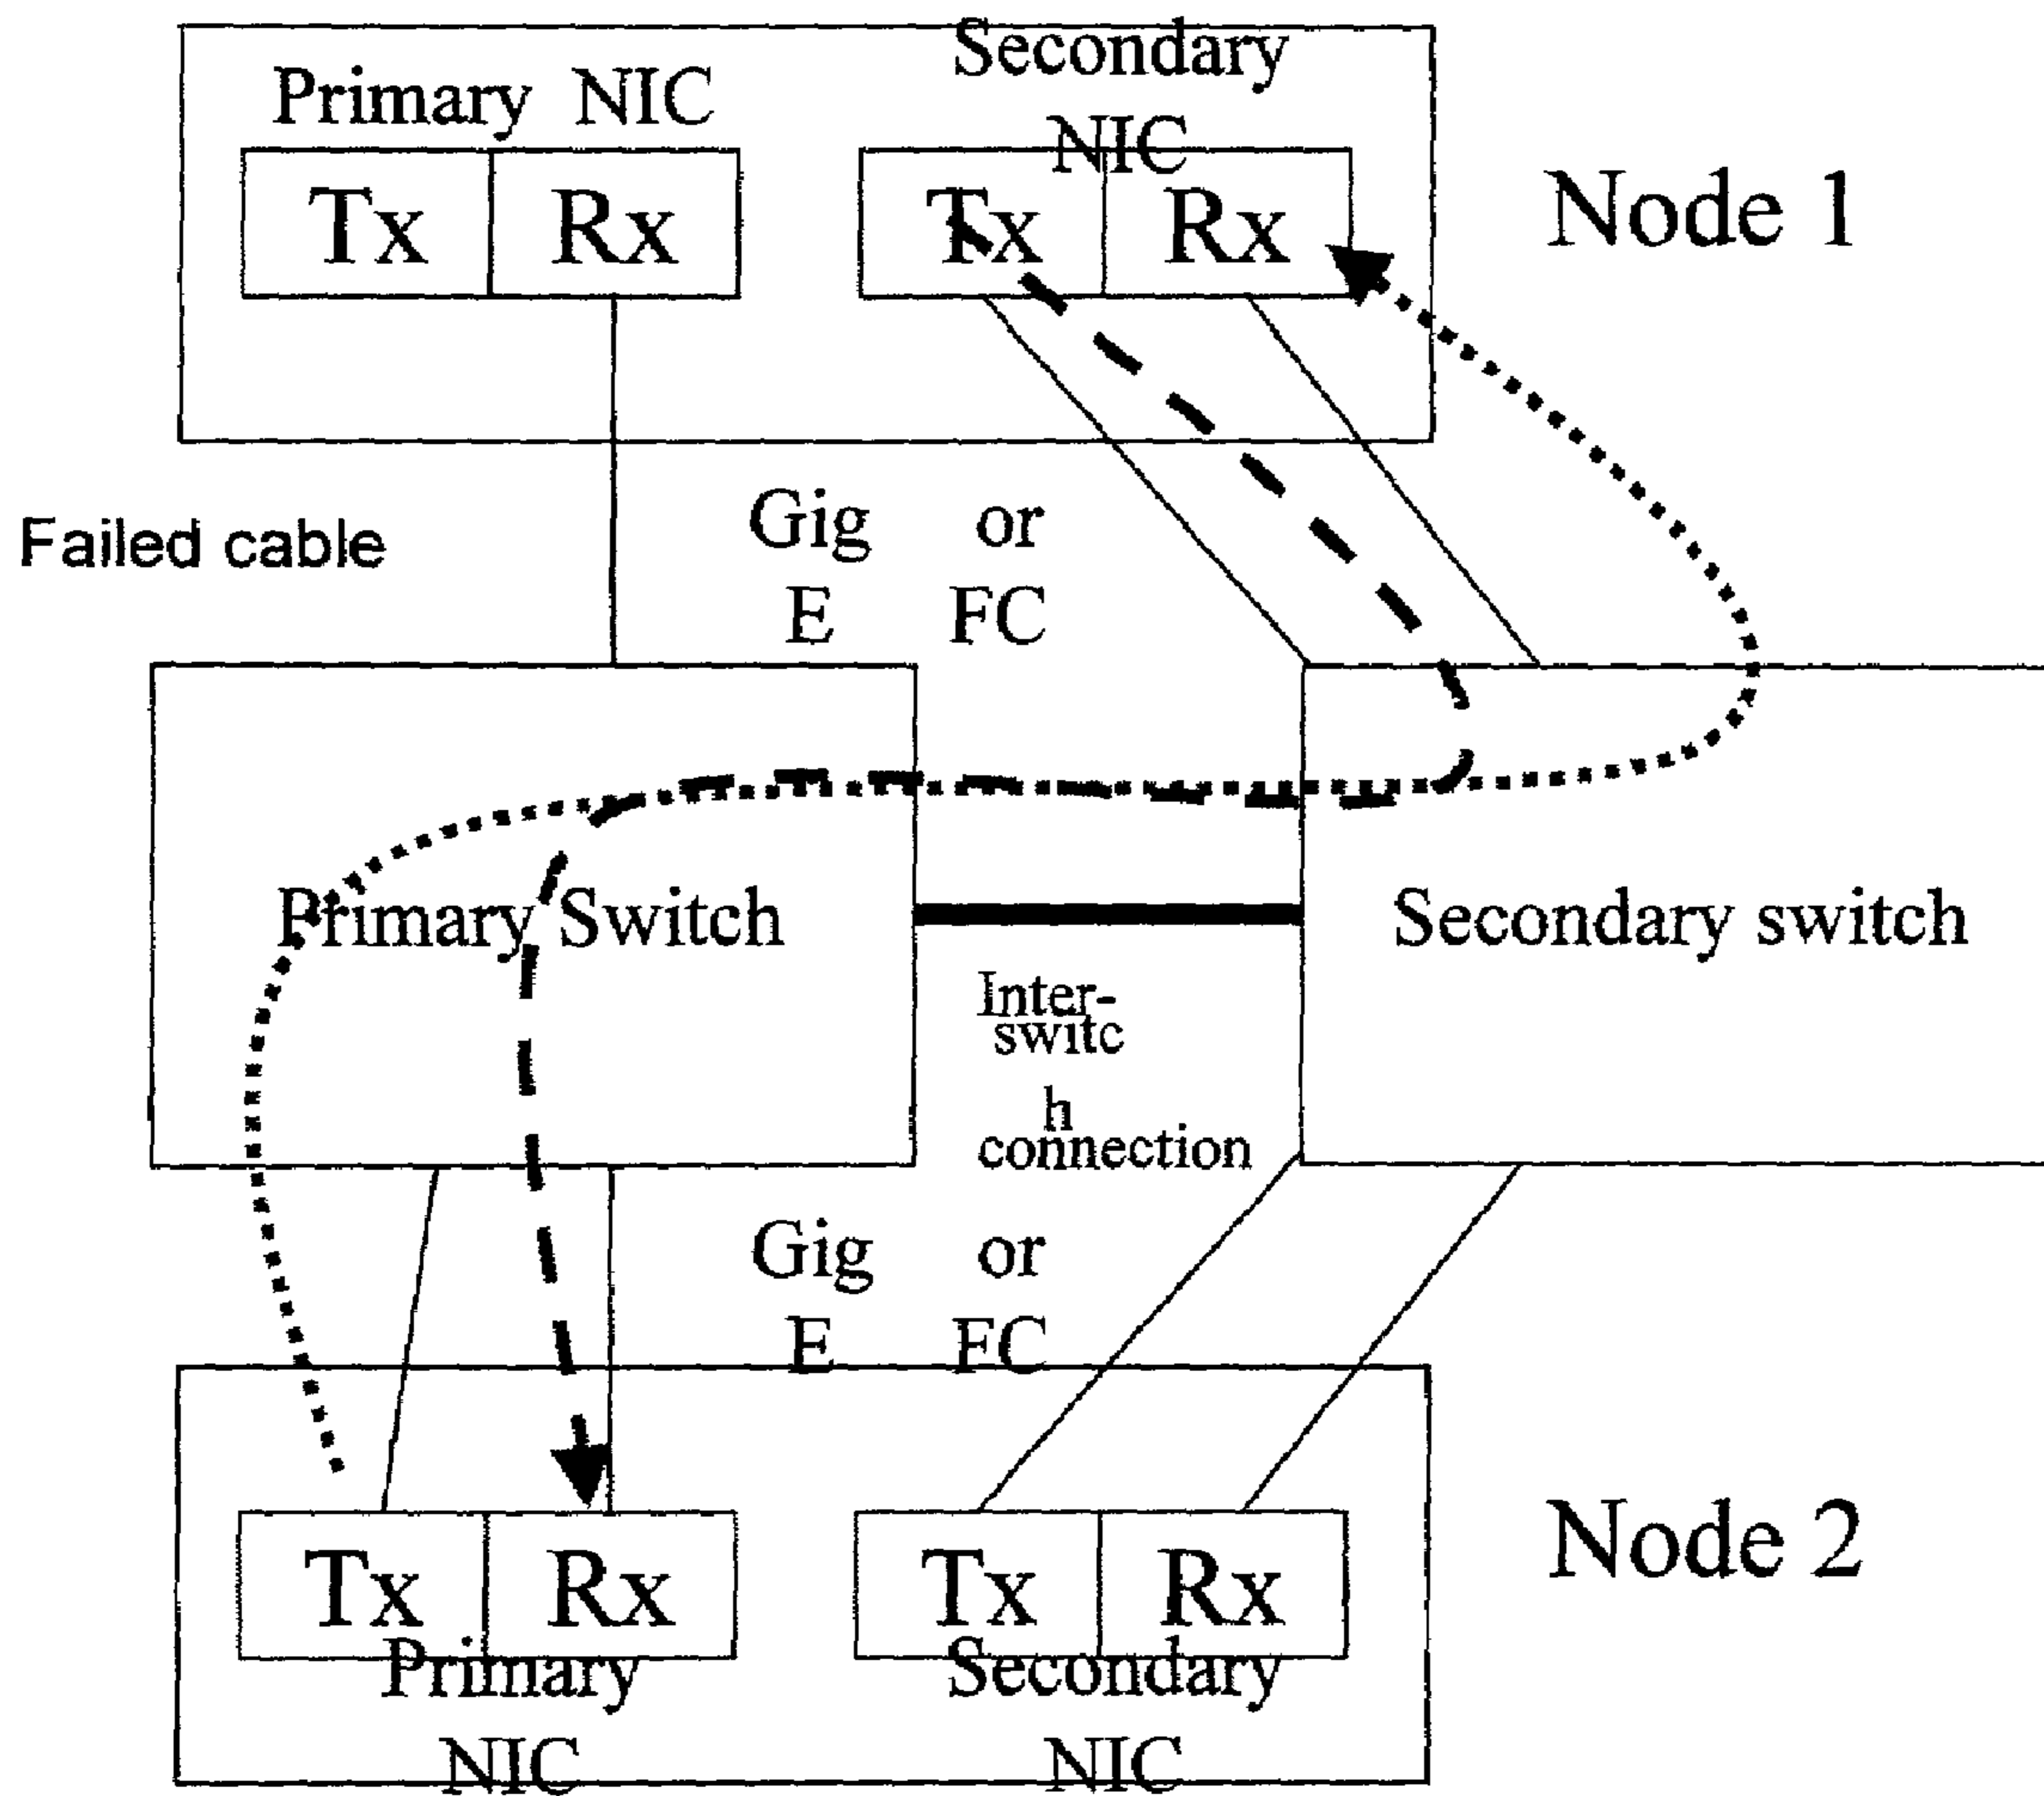 Secondary
Primary NIC
NIC
Tx Rx
Tx Rx
Node 1
Failed cable
Gig or
E FC
Primary Switch
Secondary switch
Inter-
switc
h
connection
Gig or
E FC
Tx Rx
Tx Rx
Node 2
Primary
NIC
Secondary
NIC